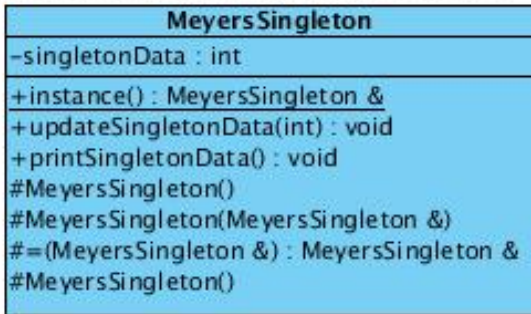 MeyersSingleton
-singletonData : int
+instance() : MeyersSingleton &
+updateSingletonData(int) : void
+printSingletonData() : void
#MeyersSingleton()
#MeyersSingleton(MeyersSingleton &)
#=(MeyersSingleton &) : MeyersSingleton &
#MeyersSingleton()